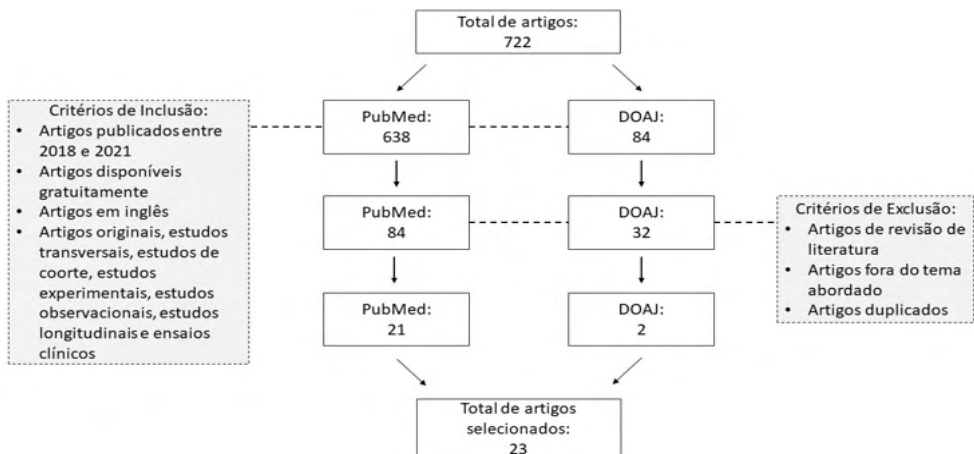 Total de artigos:
722
Critérios de Inclusão:
• Artigos publicados entre
2018 e 2021
• Artigos disponíveis
gratuitamente
• Artigos em inglês
• Artigos originais, estudos
transversais, estudos de
coorte, estudos
experimentais, estudos
observacionais, estudos
longitudinais e ensaios
clínicos
PubMed:
638
DOAJ:
84
PubMed:
84
DOAJ:
32
Critérios de Exclusão:
• Artigos de revisão de
literatura
• Artigos fora do tema
abordado
• Artigos duplicados
PubMed:
21
DOAJ:
2
Total de artigos
selecionados:
23